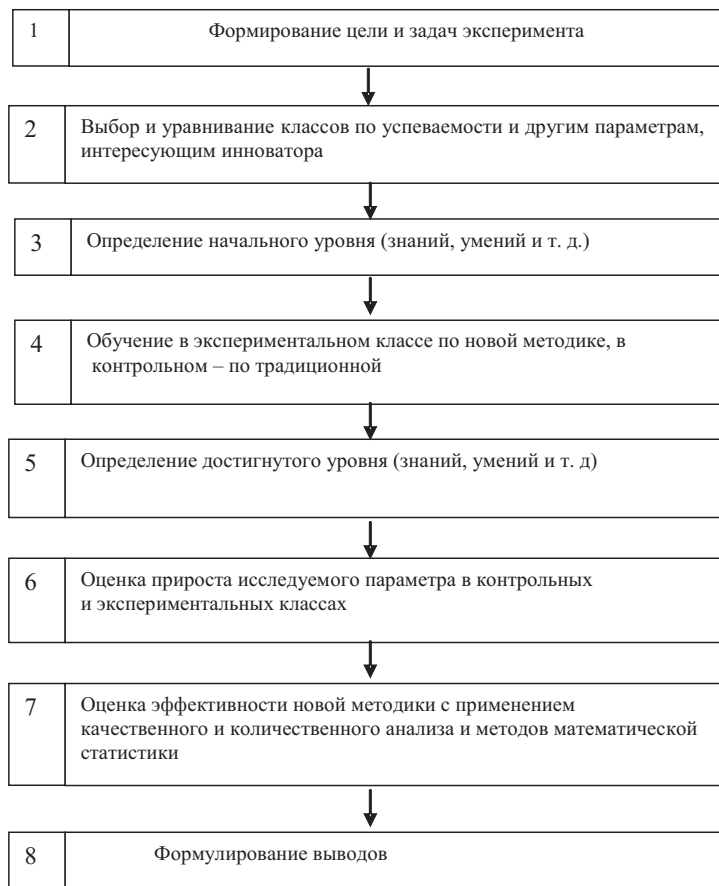 1 Формирование цели и задач эксперимента
2 Выбор и уравнивание классов по успеваемости и другим параметрам,
интересующим инноватора
3 Определение начального уровня (знаний, умений и т. д.)
4 Обучение в экспериментальном классе по новой методике, в
контрольном – по традиционной
5 Определение достигнутого уровня (знаний, умений и т. д)
6 Оценка прироста исследуемого параметра в контрольных
и экспериментальных классах
7 Оценка эффективности новой методики с применением
качественного и количественного анализа и методов математической
статистики
8 Формулирование выводов